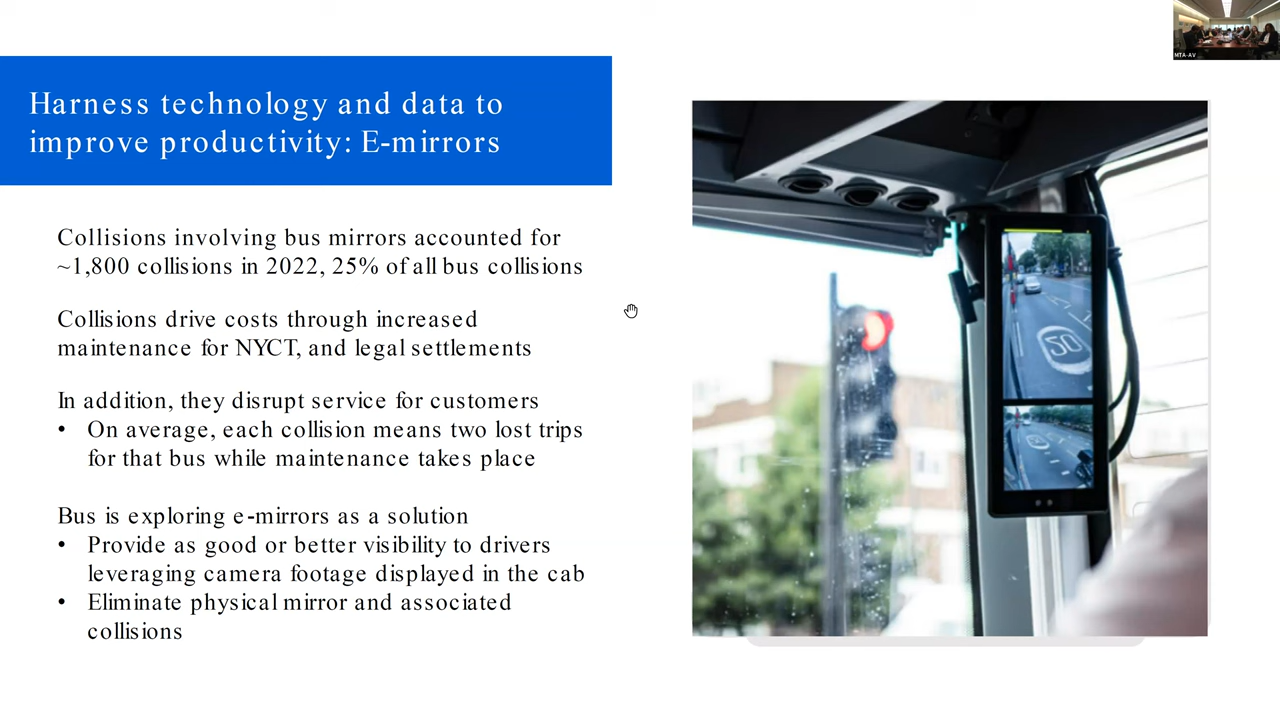 MTA-AV
Harness technology and data to
improve productivity: E-mirrors
Collisions involving bus mirrors accounted for
~1,800 collisions in 2022, 25% of all bus collisions
Collisions drive costs through increased
maintenance for NYCT, and legal settlements
In addition, they disrupt service for customers
• On average, each collision means two lost trips
for that bus while maintenance takes place
Bus is exploring e-mirrors as a solution
• Provide as good or better visibility to drivers
leveraging camera footage displayed in the cab
• Eliminate physical mirror and associated
collisions
50